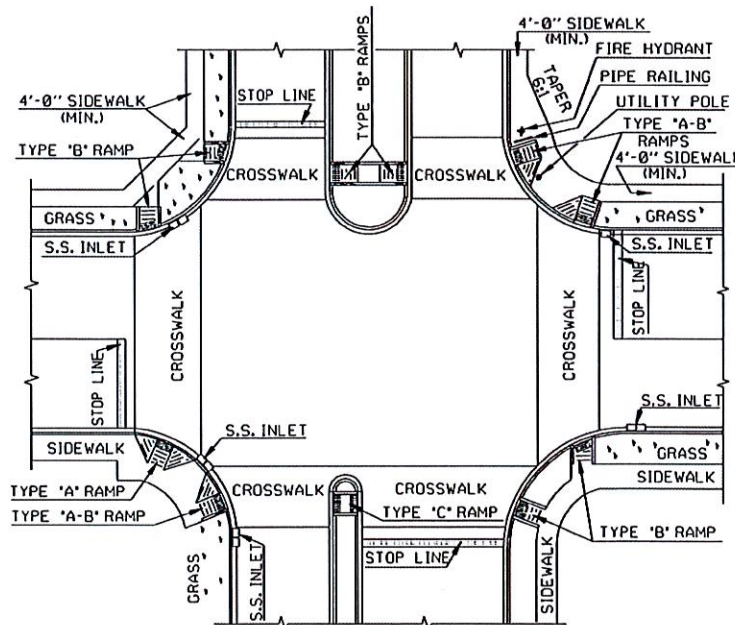 4'-0" SIDEWALK
(MIN.)
FIRE HYDRANT
PIPE RAILING
UTILITY POLE
TYPE "A-B"
RAMPS
4'-0" SIDEWALK
(MIN.)
TAPER
6:1
TYPE "B" RAMPS
STOP LINE
4'-0" SIDEWALK
(MIN.)
TYPE "B" RAMP
CROSSWALK
CROSSWALK
GRASS
GRASS
S.S. INLET
S.S. INLET
STOP LINE
CROSSWALK
CROSSWALK
STOP LINE
S.S. INLET
S.S. INLET
SIDEWALK
GRASS
SIDEWALK
TYPE "A" RAMP
TYPE "A-B" RAMP
CROSSWALK
CROSSWALK
TYPE "C" RAMP
TYPE "B" RAMP
STOP LINE
GRASS
S.S. INLET
SIDEWALK